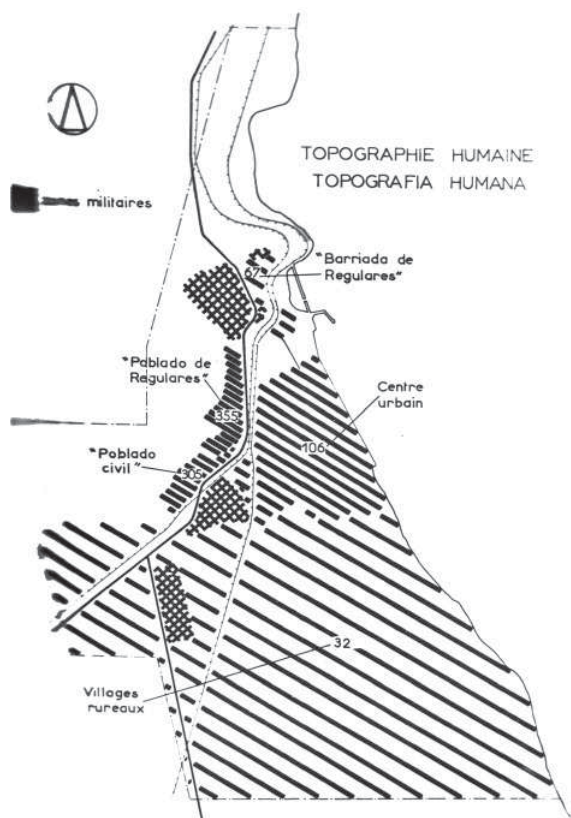 TOPOGRAPHIE HUMAINE
TOPOGRAFIA HUMANA
militaires
"Barriada de
Regulares"
67
"Pablado de
Regulares"
355
Centre
urbain
106
"Poblado
civil"
305
32
Villages
rureaux